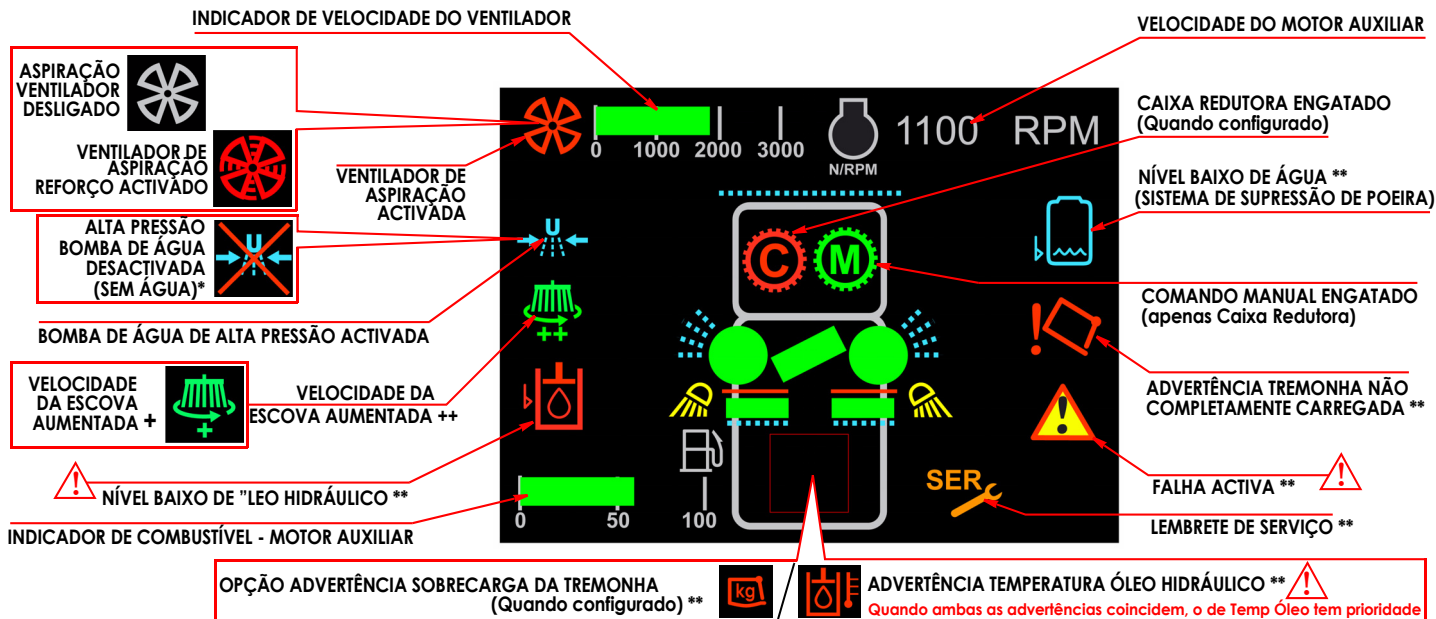 INDICADOR DE VELOCIDADE DO VENTILADOR
VELOCIDADE DO MOTOR AUXILIAR
ASPIRAÇÃO
VENTILADOR
DESLIGADO
VENTILADOR DE
ASPIRAÇÃO
REFORÇO ACTIVADO
VENTILADOR DE
ASPIRAÇÃO
ACTIVADA
0 1000 2000 3000
N/RPM
1100 RPM
CAIXA REDUTORA ENGATADO
(Quando configurado)
NÍVEL BAIXO DE ÁGUA **
(SISTEMA DE SUPRESSÃO DE POEIRA)
ALTA PRESSÃO
BOMBA DE ÁGUA
DESACTIVADA
(SEM ÁGUA)*
U
U
C M
COMANDO MANUAL ENGATADO
(apenas Caixa Redutora)
BOMBA DE ÁGUA DE ALTA PRESSÃO ACTIVADA
++
VELOCIDADE
DA ESCOVA
AUMENTADA +
+
VELOCIDADE DA
ESCOVA AUMENTADA ++
!
ADVERTÊNCIA TREMONHA NÃO
COMPLETAMENTE CARREGADA **
!
! NÍVEL BAIXO DE ”LEO HIDRÁULICO **
FALHA ACTIVA ** !
SER
LEMBRETE DE SERVIÇO **
0 50 100
INDICADOR DE COMBUSTÍVEL - MOTOR AUXILIAR
OPÇÃO ADVERTÊNCIA SOBRECARGA DA TREMONHA
(Quando configurado) **
kg
/
ADVERTÊNCIA TEMPERATURA ÓLEO HIDRÁULICO ** !
Quando ambas as advertências coincidem, o de Temp Óleo tem prioridade